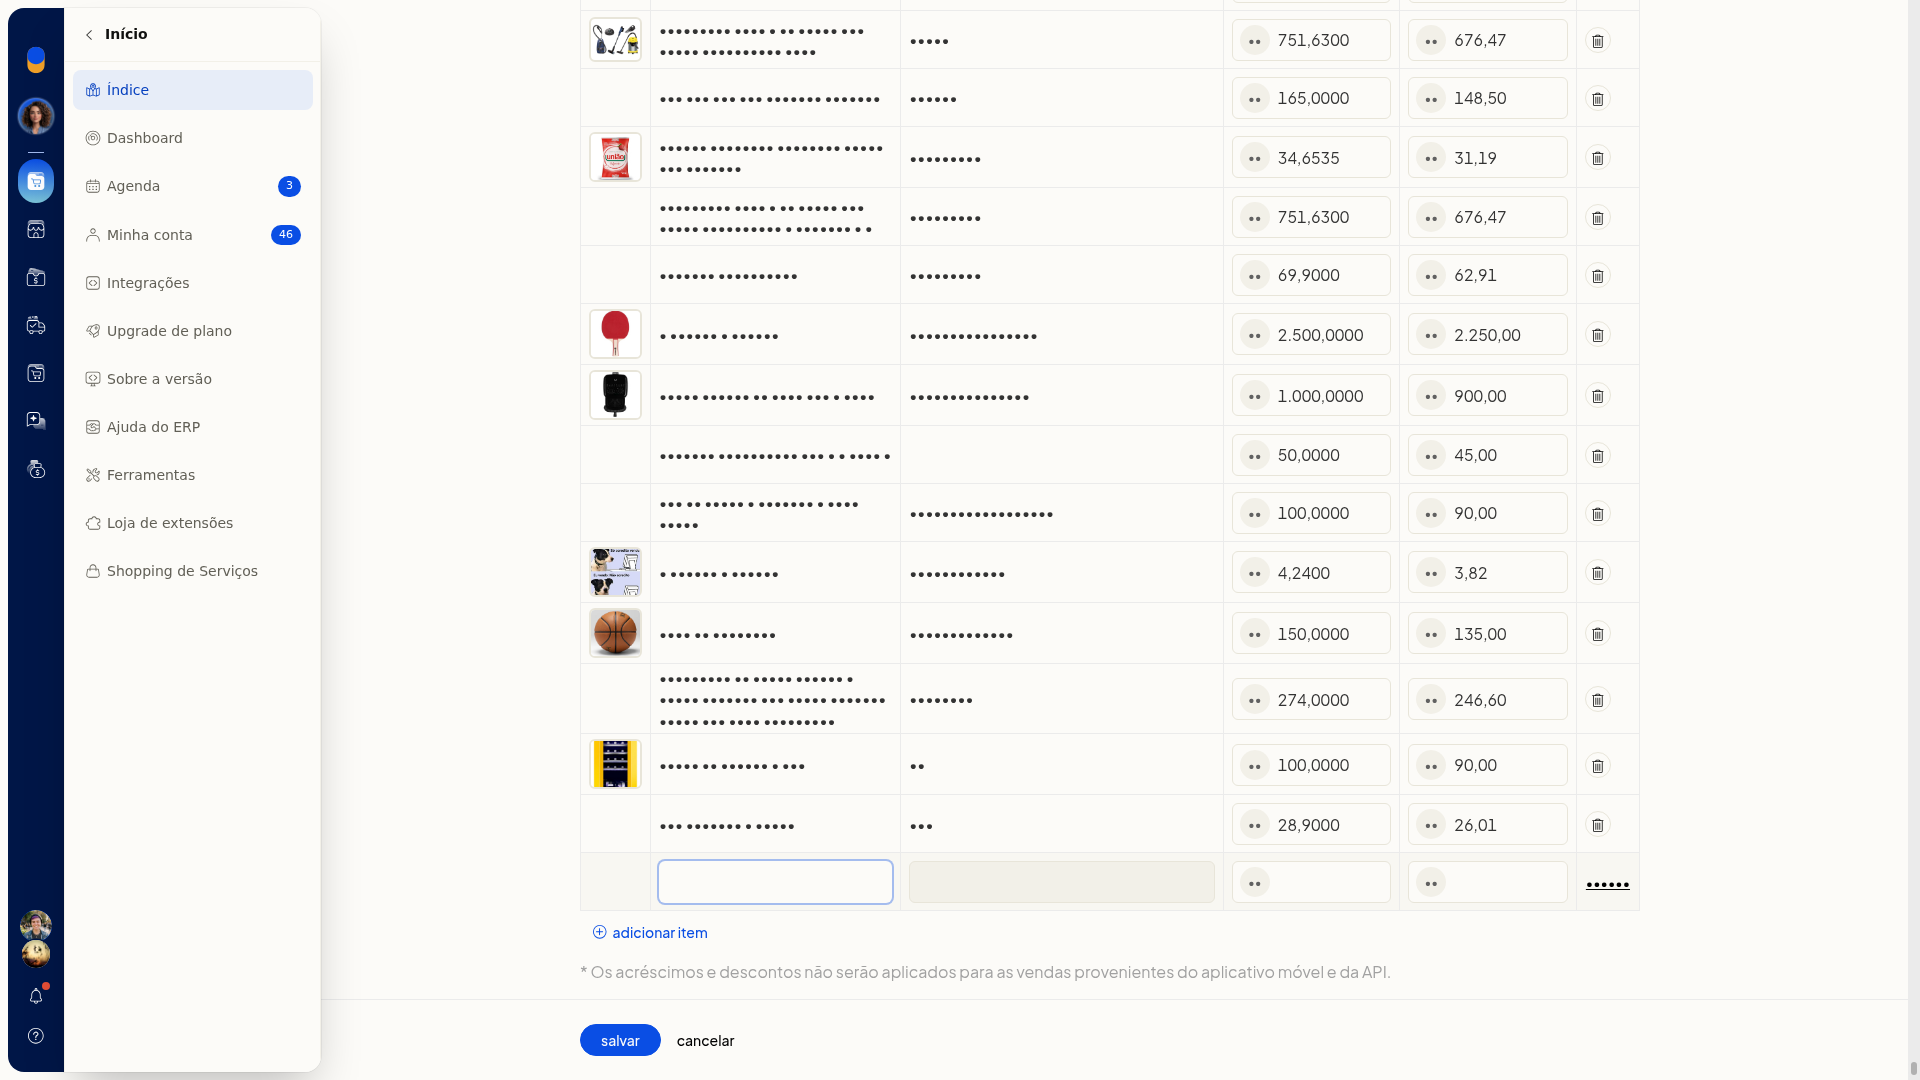 Início
Índice
Dashboard
Agenda 3
Minha conta 46
Integrações
Upgrade de plano
Sobre a versão
Ajuda do ERP
Ferramentas
Loja de extensões
Shopping de Serviços
751,6300 676,47
165,0000 148,50
união
34,6535 31,19
751,6300 676,47
69,9000 62,91
2.500,0000 2.250,00
1.000,0000 900,00
50,0000 45,00
100,0000 90,00
4,2400 3,82
150,0000 135,00
274,0000 246,60
100,0000 90,00
28,9000 26,01
adicionar item
* Os acréscimos e descontos não serão aplicados para as vendas provenientes do aplicativo móvel e da API.
salvar cancelar